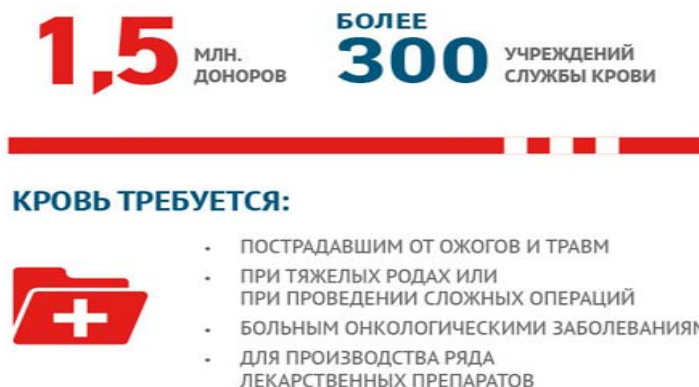 1,5 МЛН. ДОНОРОВ
БОЛЕЕ 300 УЧРЕЖДЕНИЙ СЛУЖБЫ КРОВИ
КРОВЬ ТРЕБУЕТСЯ:
• ПОСТРАДАВШИМ ОТ ОЖОГОВ И ТРАВМ
• ПРИ ТЯЖЕЛЫХ РОДАХ ИЛИ
ПРИ ПРОВЕДЕНИИ СЛОЖНЫХ ОПЕРАЦИЙ
• БОЛЬНЫМ ОНКОЛОГИЧЕСКИМИ ЗАБОЛЕВАНИЯМ
• ДЛЯ ПРОИЗВОДСТВА РЯДА
ЛЕКАРСТВЕННЫХ ПРЕПАРАТОВ